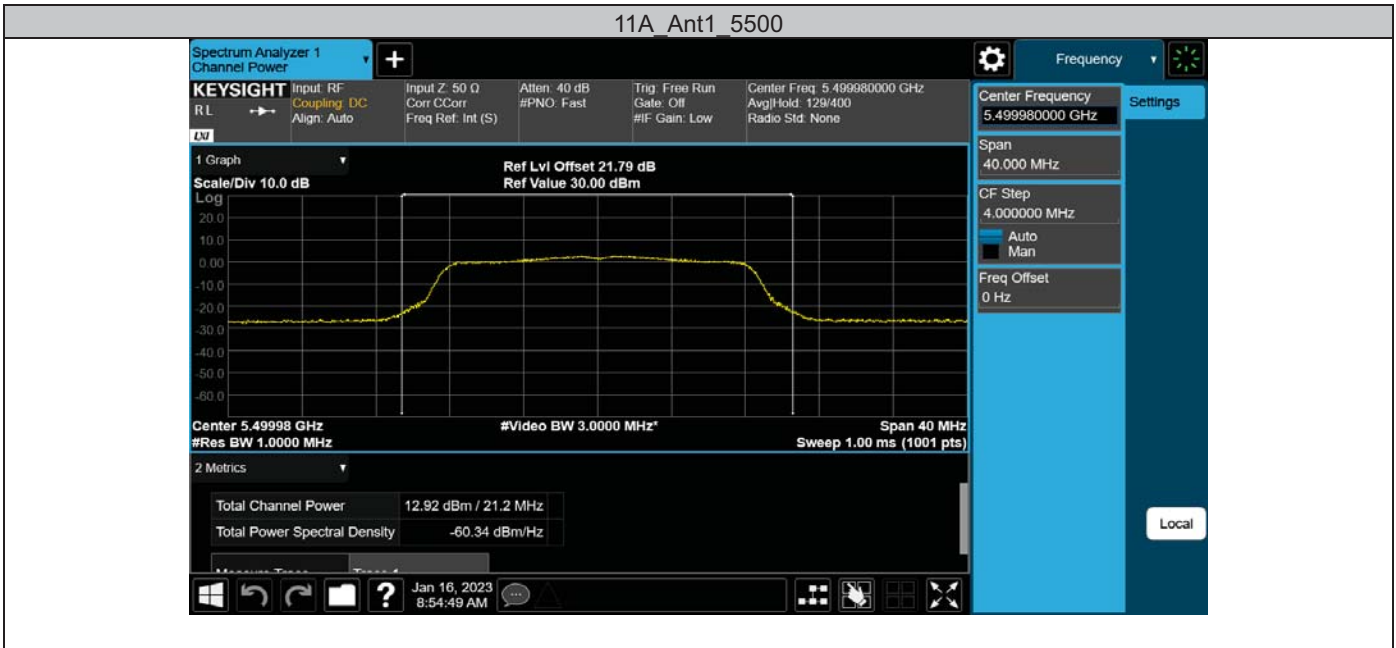 11A_Ant1_5500
Spectrum Analyzer 1
Channel Power
Frequency
KEYSIGHT
RL
LXI
Input: RF
Coupling: DC
Align: Auto
Input Z: 50 Ω
Corr CCorr
Freq Ref: Int (S)
Atten: 40 dB
#PNO: Fast
Trig: Free Run
Gate: Off
#IF Gain: Low
Center Freq: 5.499980000 GHz
Avg|Hold: 129/400
Radio Std: None
1 Graph
Scale/Div 10.0 dB
Ref Lvl Offset 21.79 dB
Ref Value 30.00 dBm
Log
20.0
10.0
0.00
-10.0
-20.0
-30.0
-40.0
-50.0
-60.0
Center 5.49998 GHz
#Res BW 1.0000 MHz
#Video BW 3.0000 MHz*
Span 40 MHz
Sweep 1.00 ms (1001 pts)
2 Metrics
Total Channel Power 12.92 dBm / 21.2 MHz
Total Power Spectral Density -60.34 dBm/Hz
?
Jan 16, 2023
8:54:49 AM
Center Frequency
5.499980000 GHz
Span
40.000 MHz
CF Step
4.000000 MHz
Auto
Man
Freq Offset
0 Hz
Settings
Local